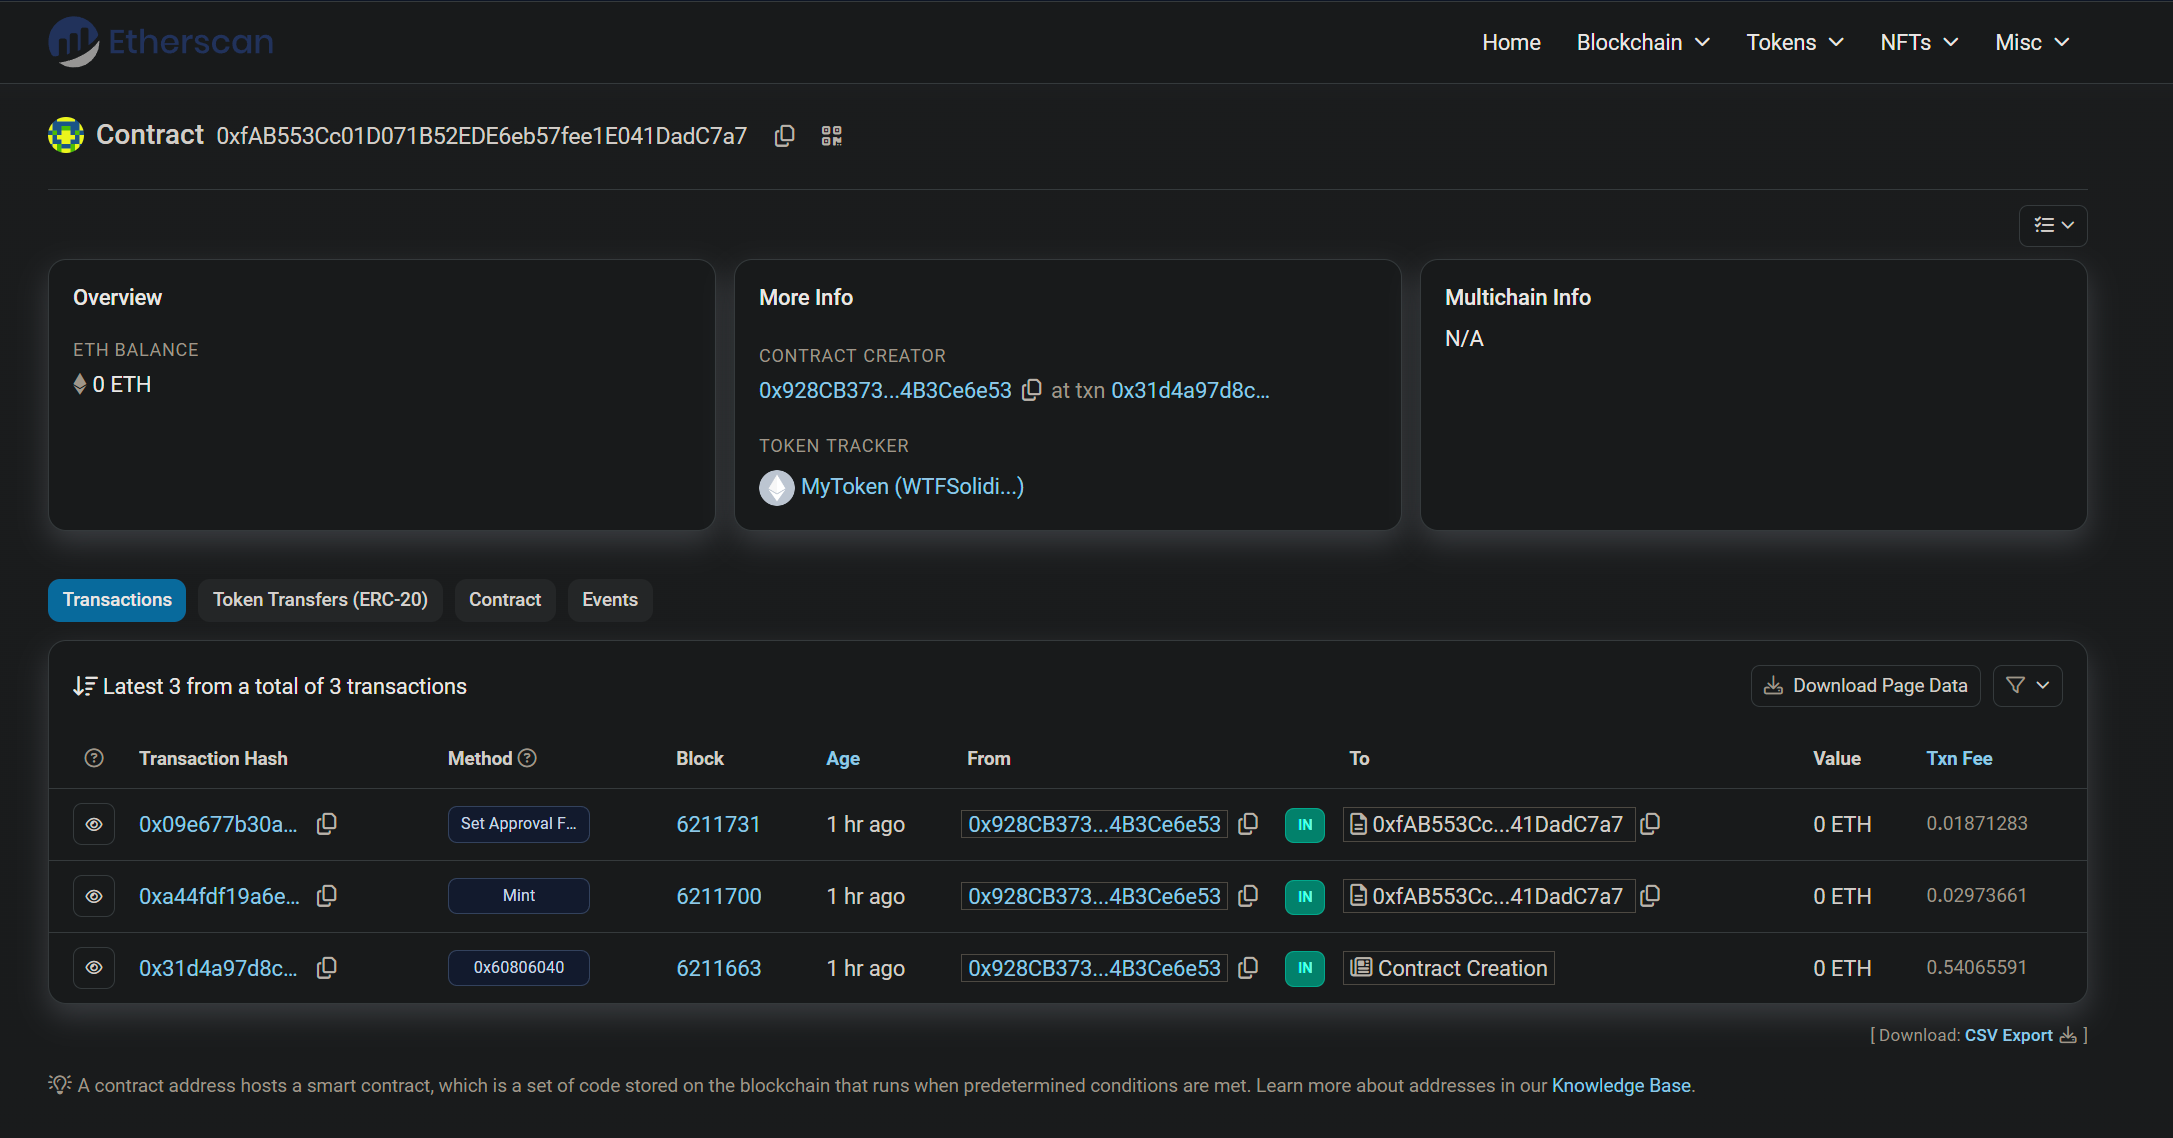 Etherscan
Home Blockchain Tokens NFTs Misc
Contract 0xfAB553Cc01D071B52EDE6eb57fee1E041DadC7a7
Overview
ETH BALANCE
0 ETH
More Info
CONTRACT CREATOR
0x928CB373...4B3Ce6e53 at txn 0x31d4a97d8c...
TOKEN TRACKER
MyToken (WTFSolidi...)
Multichain Info
N/A
Transactions Token Transfers (ERC-20) Contract Events
Latest 3 from a total of 3 transactions
Download Page Data
Transaction Hash Method Block Age From To Value Txn Fee
0x09e677b30a... Set Approval F... 6211731 1 hr ago 0x928CB373...4B3Ce6e53 IN 0xfAB553Cc...41DadC7a7 0 ETH 0.01871283
0xa44fdf19a6e... Mint 6211700 1 hr ago 0x928CB373...4B3Ce6e53 IN 0xfAB553Cc...41DadC7a7 0 ETH 0.02973661
0x31d4a97d8c... 0x60806040 6211663 1 hr ago 0x928CB373...4B3Ce6e53 IN Contract Creation 0 ETH 0.54065591
[ Download: CSV Export ]
A contract address hosts a smart contract, which is a set of code stored on the blockchain that runs when predetermined conditions are met. Learn more about addresses in our Knowledge Base.